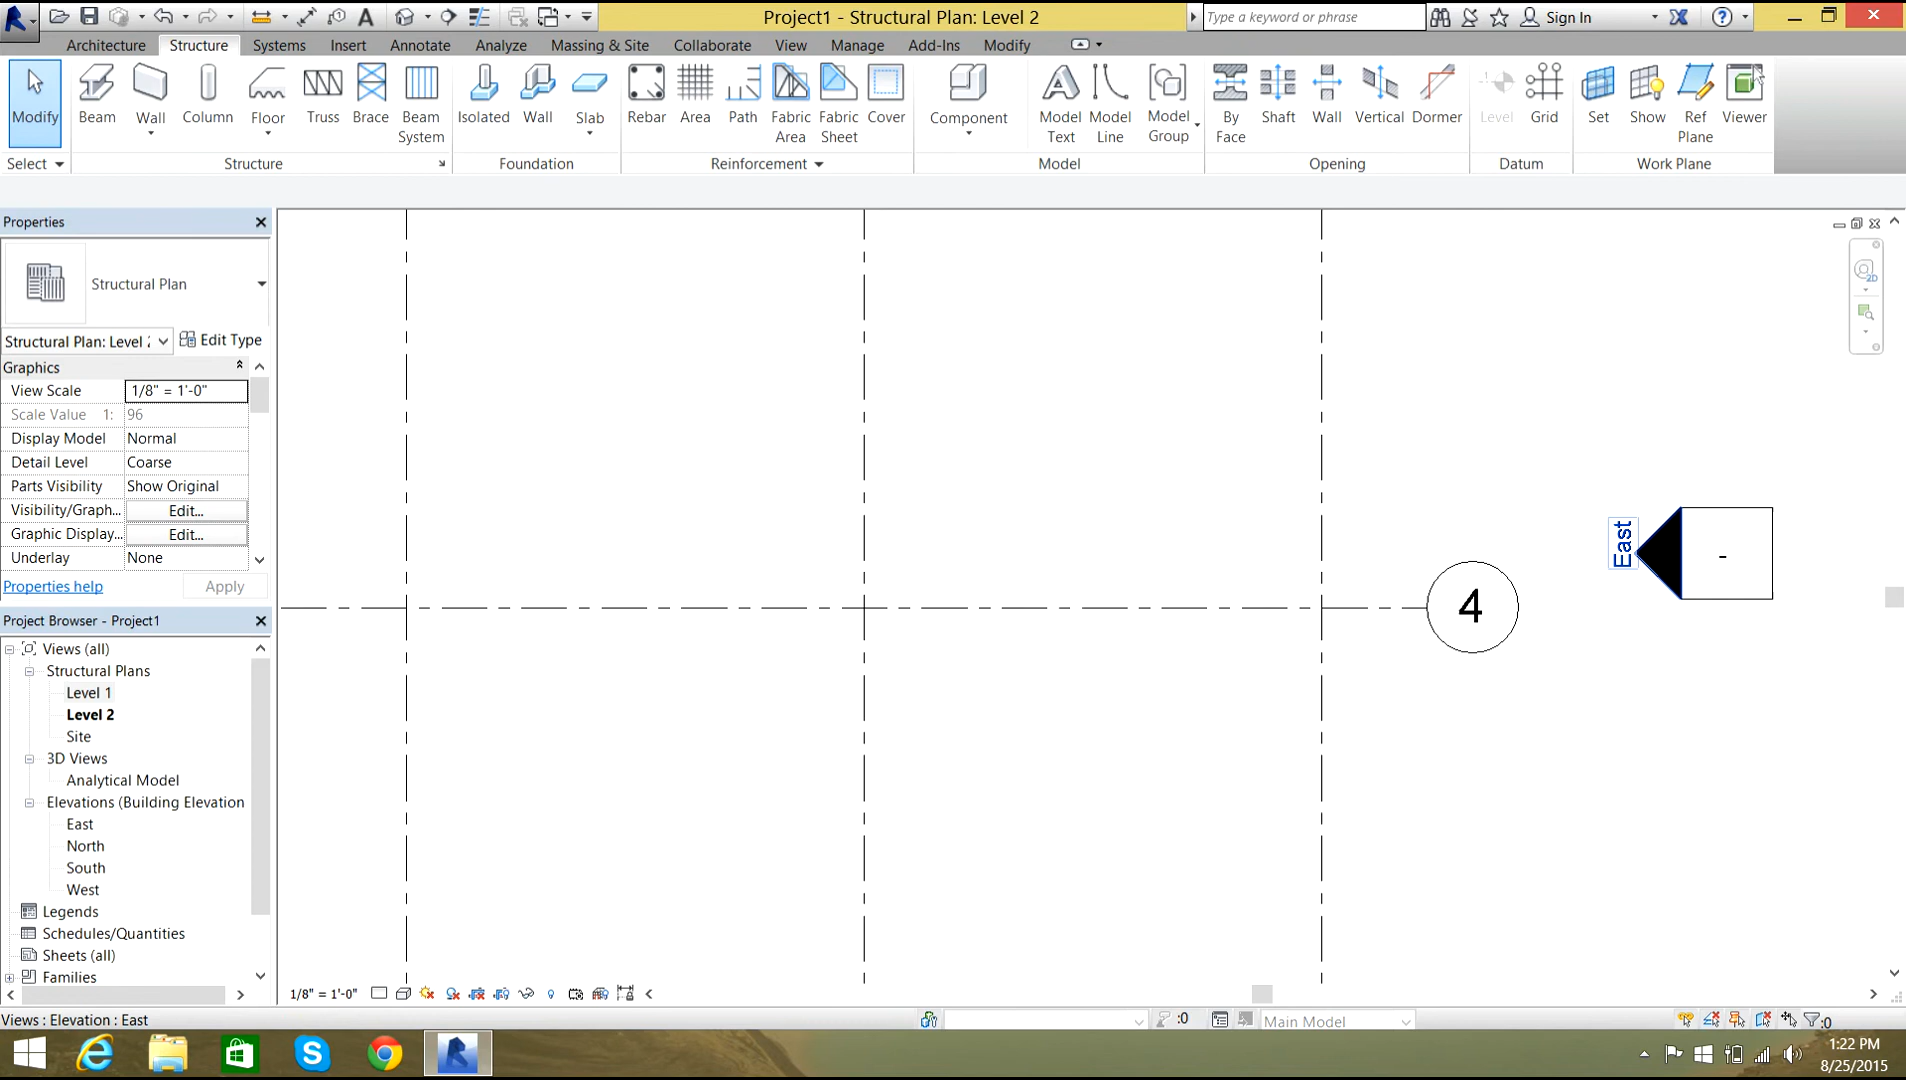 Project1 - Structural Plan: Level 2
Type a keyword or phrase
Sign In
Architecture Structure Systems Insert Annotate Analyze Massing & Site Collaborate View Manage Add-Ins Modify
Modify Beam Wall Column Floor Truss Brace Beam System Isolated Wall Slab Rebar Area Path Fabric Area Fabric Sheet Cover Component Model Text Model Line Model Group By Face Shaft Wall Vertical Dormer Level Grid Set Show Ref Plane Viewer
Select Structure Foundation Reinforcement Model Opening Datum Work Plane
Properties
Structural Plan
Structural Plan: Level 2
Edit Type
Graphics
View Scale 1/8" = 1'-0"
Scale Value 1: 96
Display Model Normal
Detail Level Coarse
Parts Visibility Show Original
Visibility/Graph... Edit...
Graphic Display... Edit...
Underlay None
Properties help Apply
Project Browser - Project1
Views (all)
Structural Plans
Level 1
Level 2
Site
3D Views
Analytical Model
Elevations (Building Elevation
East
North
South
West
Legends
Schedules/Quantities
Sheets (all)
Families
East
-
4
1/8" = 1'-0"
Views : Elevation : East
:0
Main Model
:0
1:22 PM
8/25/2015